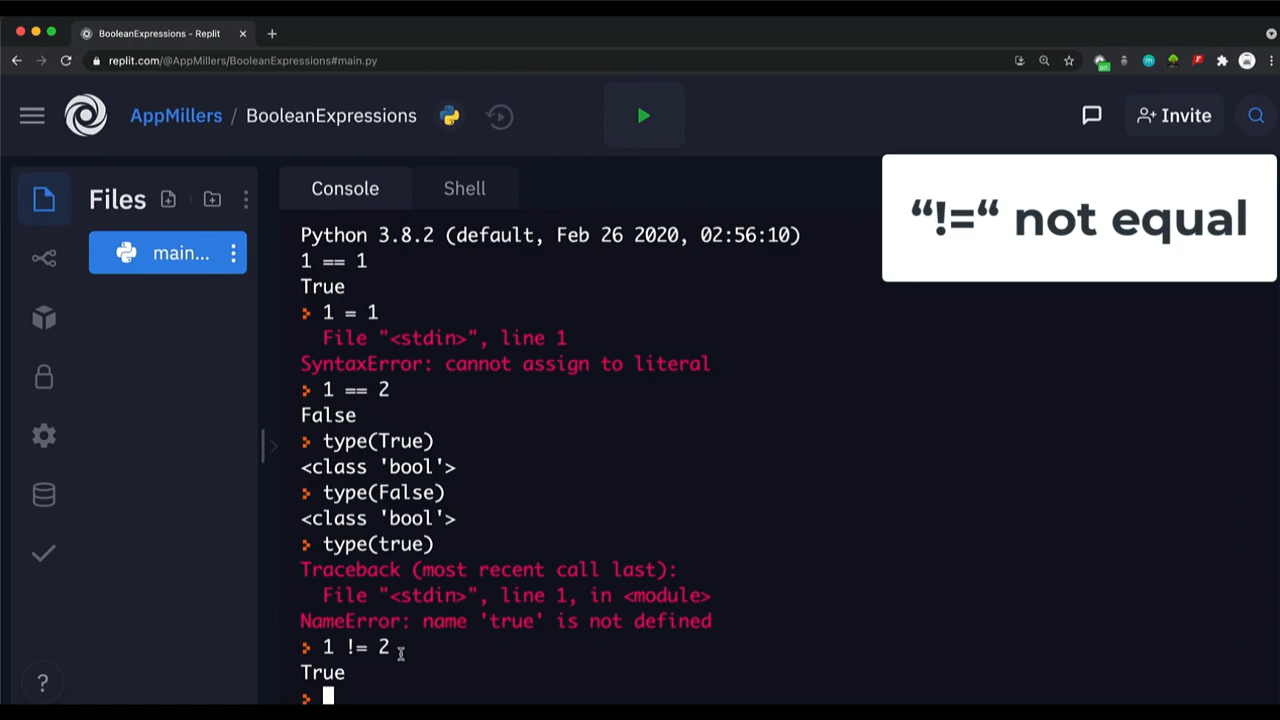 BooleanExpressions - Replit
replit.com/@AppMillers/BooleanExpressions#main.py
AppMillers / BooleanExpressions
Invite
Files
main...
Console
Shell
“!=“ not equal
Python 3.8.2 (default, Feb 26 2020, 02:56:10)
1 == 1
True
1 = 1
File "<stdin>", line 1
SyntaxError: cannot assign to literal
1 == 2
False
type(True)
<class 'bool'>
type(False)
<class 'bool'>
type(true)
Traceback (most recent call last):
File "<stdin>", line 1, in <module>
NameError: name 'true' is not defined
1 != 2
True
?